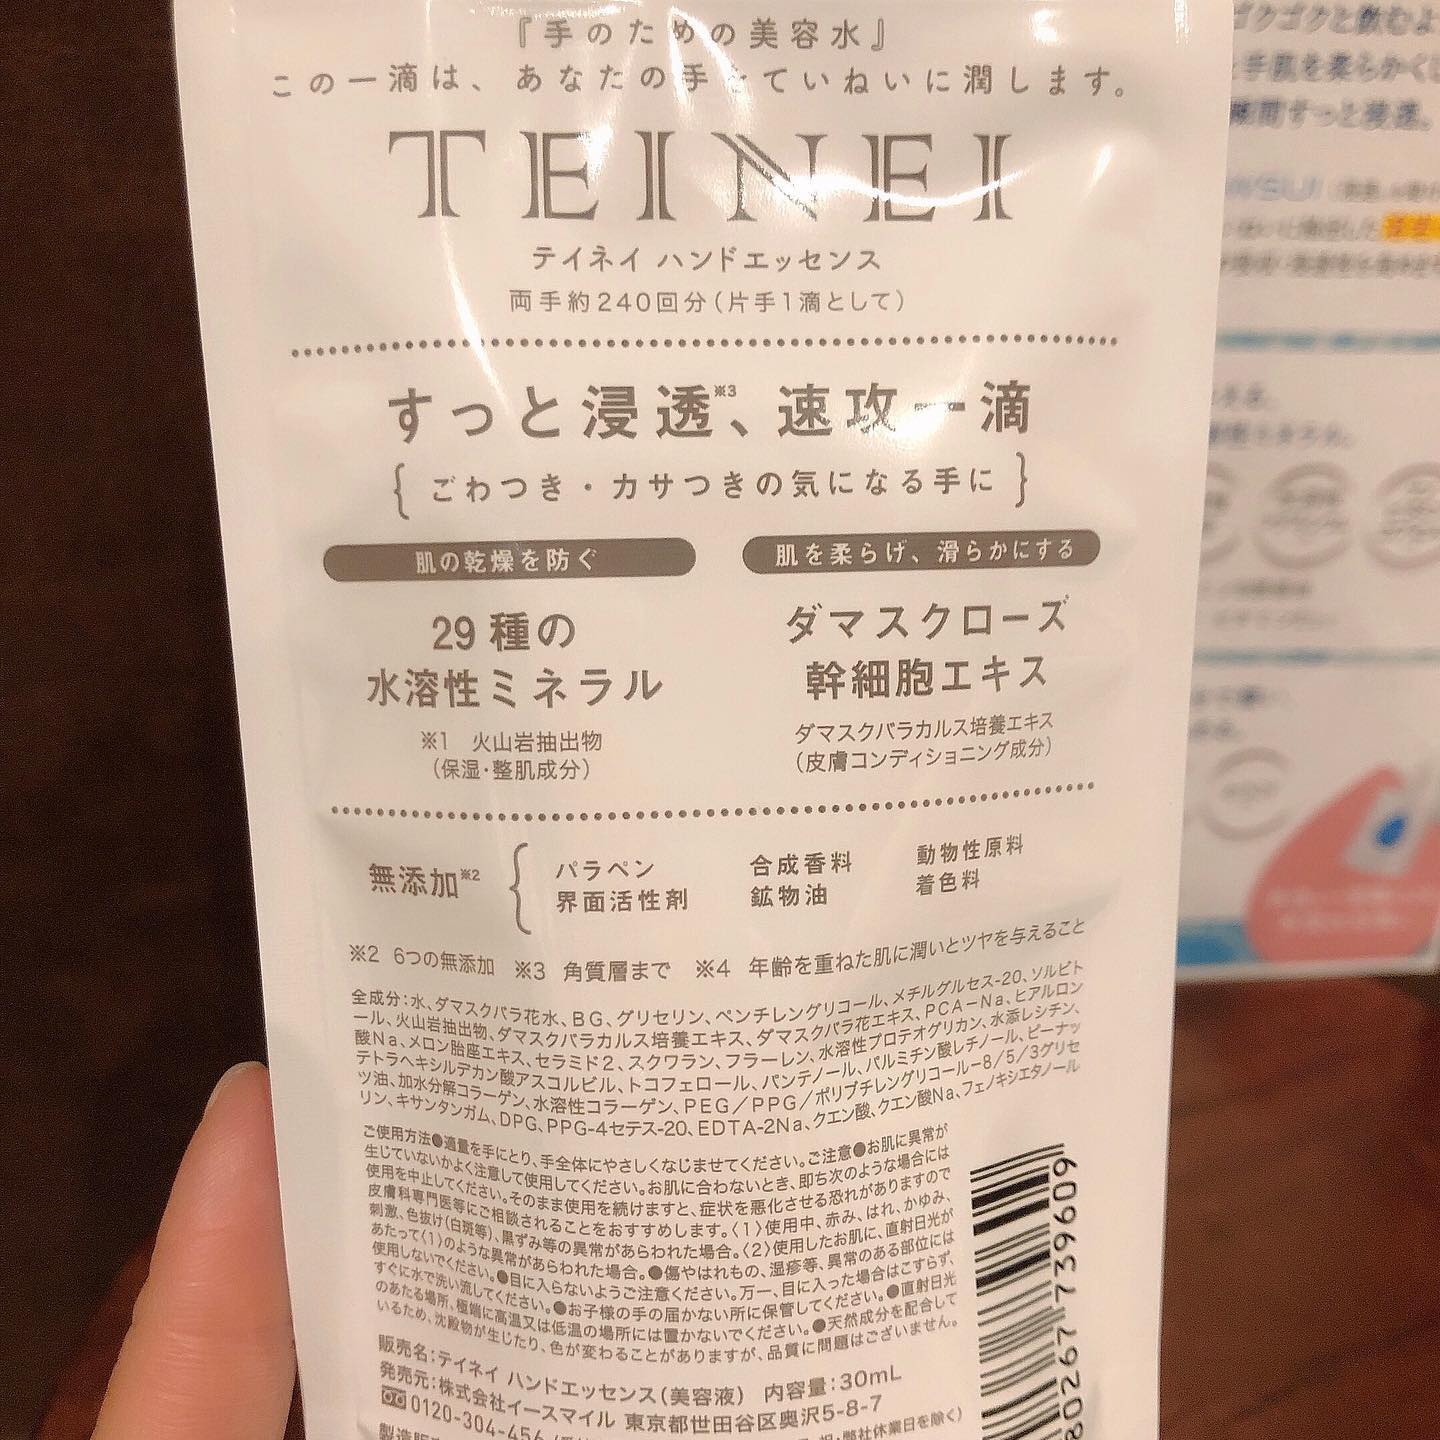 『手のための美容水』
この一滴は、あなたの手をていねいに潤します。
TEINEI
テイネイ ハンドエッセンス
両手約240回分(片手1滴として)
すっと浸透※3、速攻一滴
{ ごわつき・カサつきの気になる手に }
肌の乾燥を防ぐ
29種の
水溶性ミネラル
※1 火山岩抽出物
(保湿・整肌成分)
肌を柔らげ、滑らかにする
ダマスクローズ
幹細胞エキス
ダマスクバラカルス培養エキス
(皮膚コンディショニング成分)
無添加※2 { パラベン 合成香料 動物性原料
界面活性剤 鉱物油 着色料
※2 6つの無添加 ※3 角質層まで ※4 年齢を重ねた肌に潤いとツヤを与えること
全成分:水、ダマスクバラ花水、BG、グリセリン、ペンチレングリコール、メチルグルセス-20、ソルビト
ール、火山岩抽出物、ダマスクバラカルス培養エキス、ダマスクバラ花エキス、PCA-Na、ヒアルロン
酸Na、メロン胎座エキス、セラミド2、スクワラン、フラーレン、水溶性プロテオグリカン、水添レシチン、
テトラヘキシルデカン酸アスコルビル、トコフェロール、パンテノール、パルミチン酸レチノール、ピーナッ
ツ油、加水分解コラーゲン、水溶性コラーゲン、PEG/PPG/ポリブチレングリコール-8/5/3グリセ
リン、キサンタンガム、DPG、PPG-4セテス-20、EDTA-2Na、クエン酸、クエン酸Na、フェノキシエタノール
ご使用方法●適量を手にとり、手全体にやさしくなじませてください。ご注意●お肌に異常が
生じていないかよく注意して使用してください。お肌に合わないとき、即ち次のような場合には
使用を中止してください。そのまま使用を続けますと、症状を悪化させる恐れがありますので
皮膚科専門医等にご相談されることをおすすめします。〈1〉使用中、赤み、はれ、かゆみ、
刺激、色抜け(白斑等)、黒ずみ等の異常があらわれた場合。〈2〉使用したお肌に、直射日光が
あたって〈1〉のような異常があらわれた場合。●傷やはれもの、湿疹等、異常のある部位には
使用しないでください。●目に入らないようご注意ください。万一、目に入った場合はこすらず、
すぐに水で洗い流してください。●お子様の手の届かない所に保管してください。●直射日光
のあたる場所、極端に高温又は低温の場所には置かないでください。●天然成分を配合して
いるため、沈殿物が生じたり、色が変わることがありますが、品質に問題はございません。
販売名:テイネイ ハンドエッセンス(美容液) 内容量:30mL
発売元:株式会社イースマイル 東京都世田谷区奥沢5-8-7
0120-304-456
弊社休業日を除く)
製造販
802677396609
ゴクゴクと飲むよ
手肌を柔らかくし
瞬間すっと浸透。